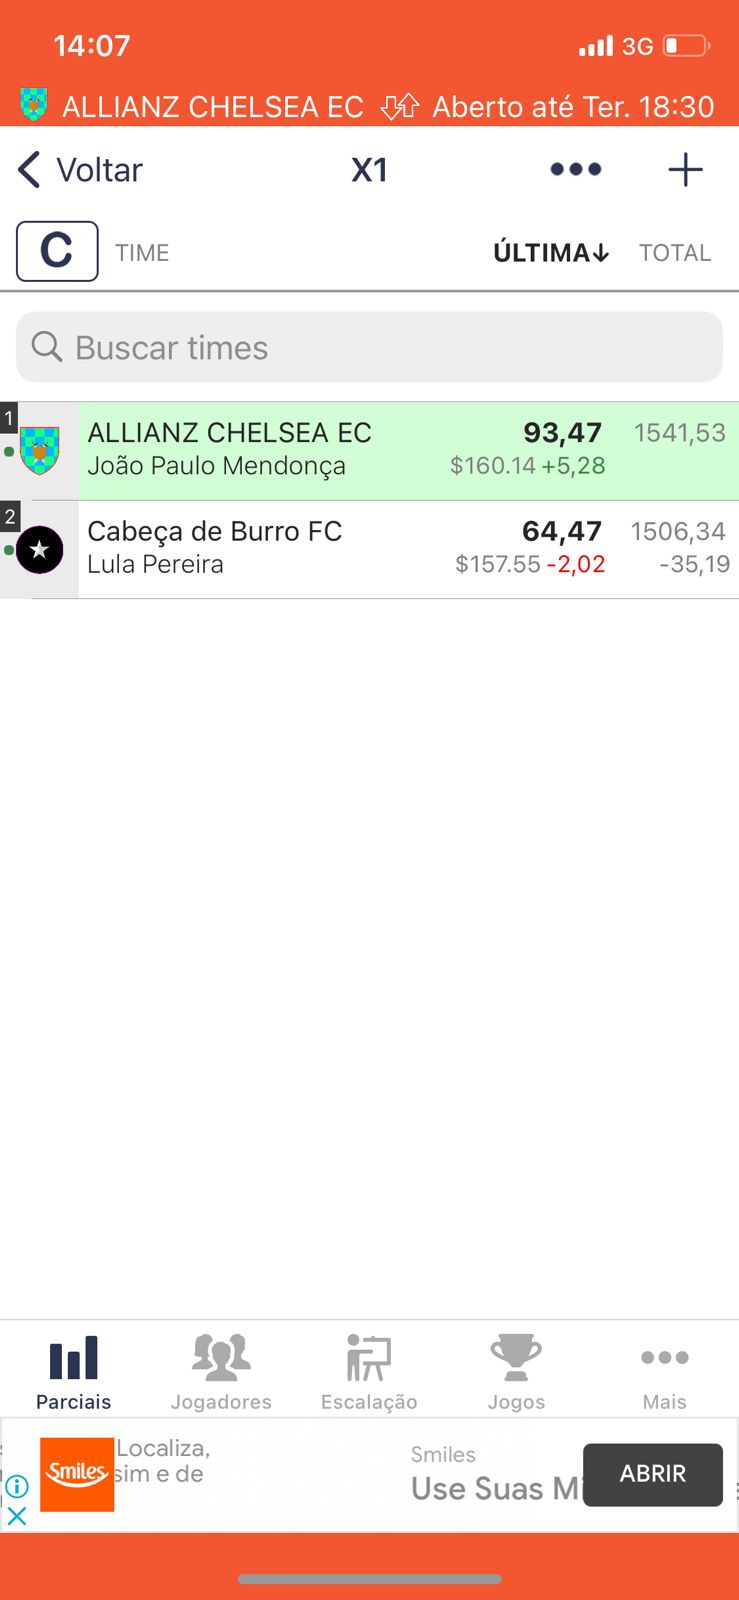 14:07 3G
ALLIANZ CHELSEA EC Aberto até Ter. 18:30
Voltar X1
C TIME ÚLTIMA↓ TOTAL
Buscar times
1
ALLIANZ CHELSEA EC 93,47 1541,53
João Paulo Mendonça $160.14 +5,28
2
Cabeça de Burro FC 64,47 1506,34
Lula Pereira $157.55 -2,02 -35,19
Parciais Jogadores Escalação Jogos Mais
Localiza, Smiles
Smiles sim e de Use Suas Mi ABRIR